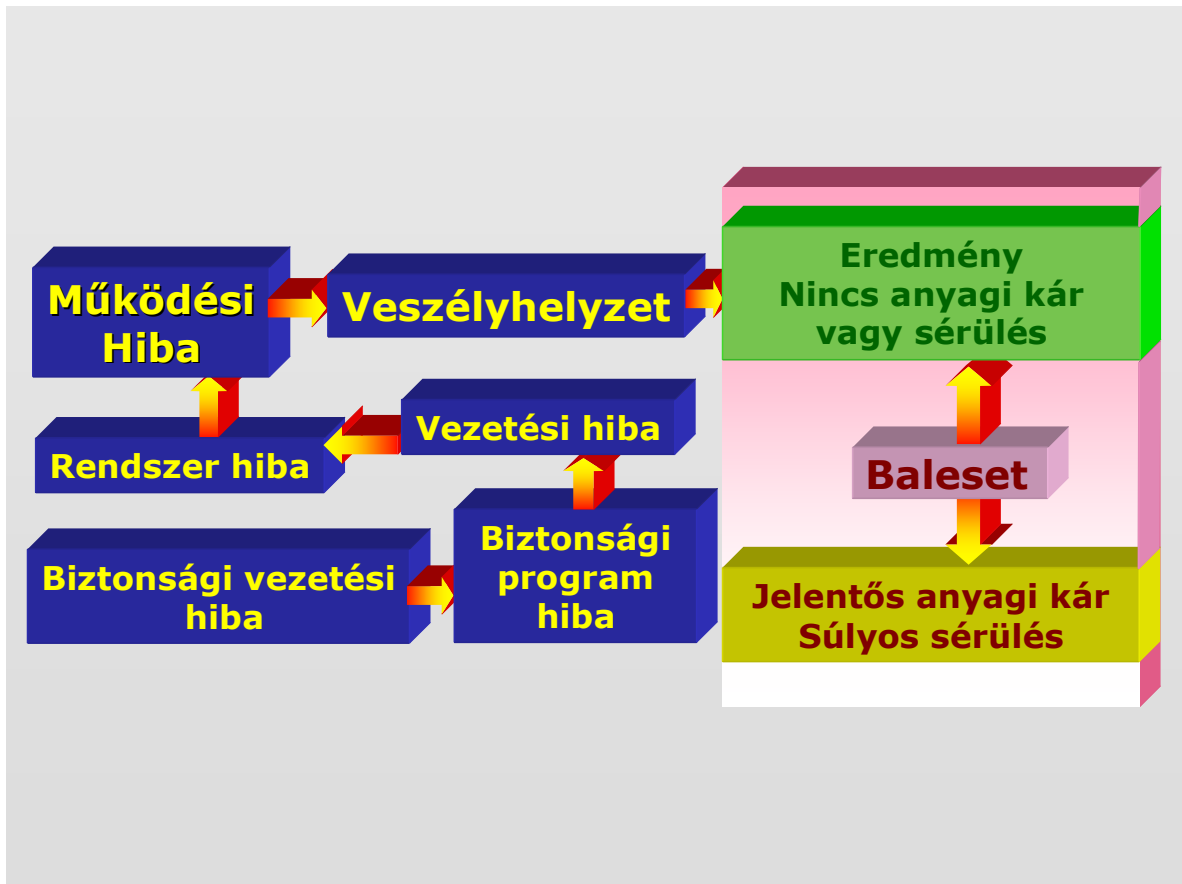 Működési
Hiba
Veszélyhelyzet
Eredmény
Nincs anyagi kár
vagy sérülés
Rendszer hiba
Vezetési hiba
Baleset
Biztonsági vezetési
hiba
Biztonsági
program
hiba
Jelentős anyagi kár
Súlyos sérülés